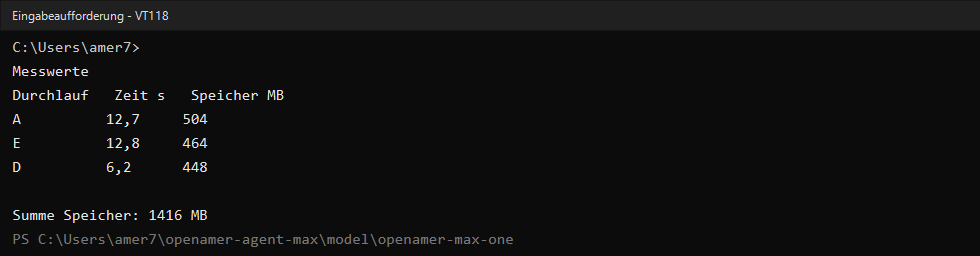 Eingabeaufforderung - VT118
C:\Users\amer7>
Messwerte
Durchlauf   Zeit s   Speicher MB
A          12,7     504
E          12,8     464
D          6,2      448
Summe Speicher: 1416 MB
PS C:\Users\amer7\openamer-agent-max\model\openamer-max-one